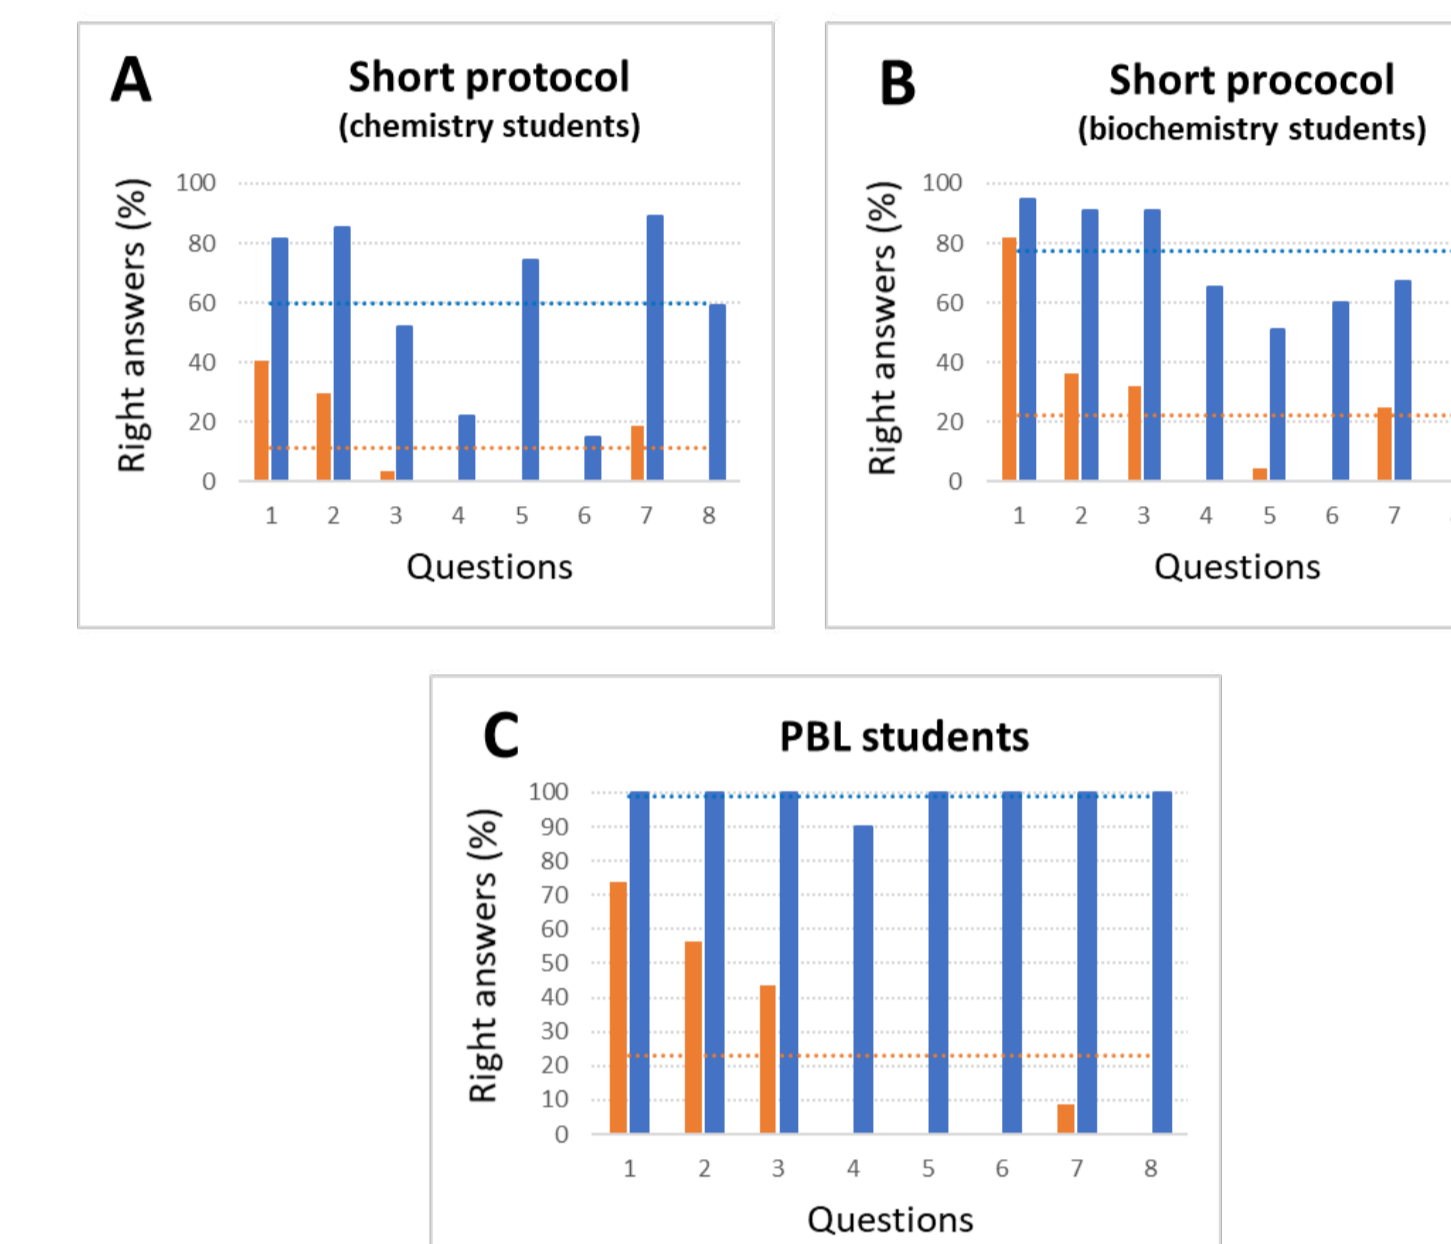 A
Short protocol
(chemistry students)
Right answers (%)
100
80
60
40
20
0
1 2 3 4 5 6 7 8
Questions
B
Short prococol
(biochemistry students)
Right answers (%)
100
80
60
40
20
0
1 2 3 4 5 6 7
Questions
C
PBL students
Right answers (%)
100
90
80
70
60
50
40
30
20
10
0
1 2 3 4 5 6 7 8
Questions